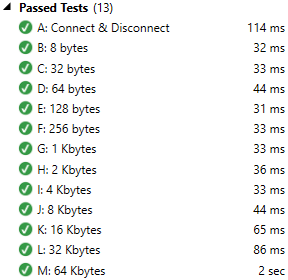 Passed Tests (13)
A: Connect & Disconnect 114 ms
B: 8 bytes 32 ms
C: 32 bytes 33 ms
D: 64 bytes 44 ms
E: 128 bytes 31 ms
F: 256 bytes 33 ms
G: 1 Kbytes 33 ms
H: 2 Kbytes 36 ms
I: 4 Kbytes 33 ms
J: 8 Kbytes 44 ms
K: 16 Kbytes 65 ms
L: 32 Kbytes 86 ms
M: 64 Kbytes 2 sec